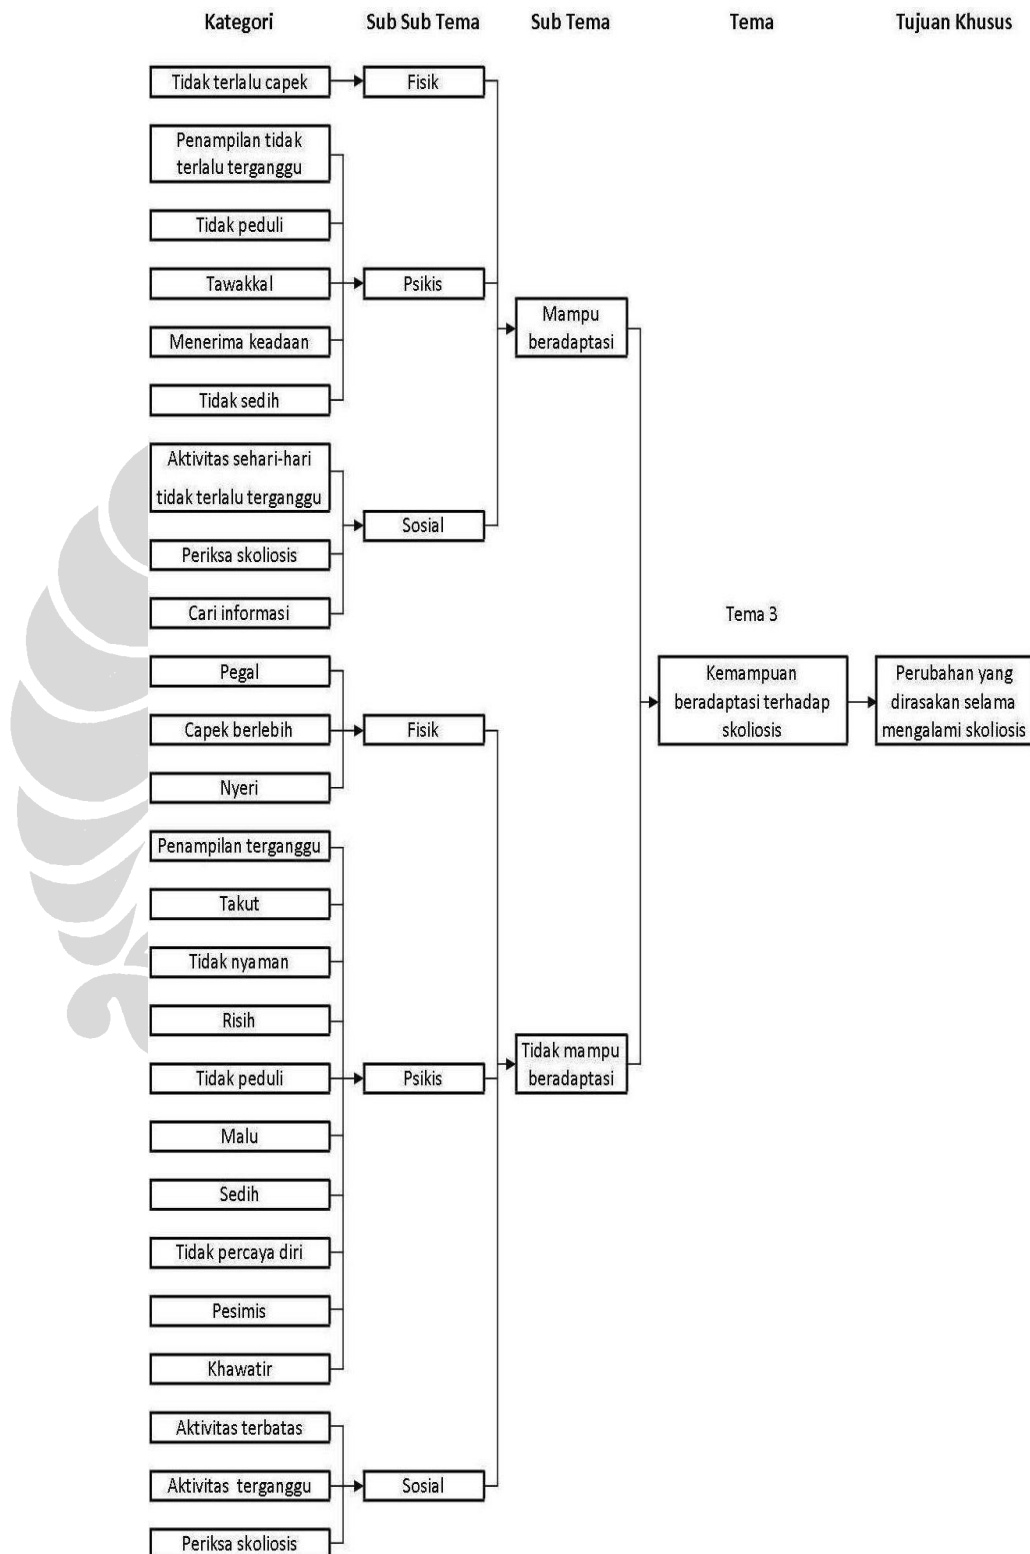 Kategori
Sub Sub Tema
Sub Tema
Tema
Tujuan Khusus
Tidak terlalu capek
Fisik
Penampilan tidak
terlalu terganggu
Tidak peduli
Tawakkal
Psikis
Menerima keadaan
Tidak sedih
Mampu
beradaptasi
Aktivitas sehari-hari
tidak terlalu terganggu
Sosial
Periksa skoliosis
Cari informasi
Tema 3
Kemampuan
beradaptasi terhadap
skoliosis
Perubahan yang
dirasakan selama
mengalami skoliosis
Pegal
Capek berlebih
Fisik
Nyeri
Penampilan terganggu
Takut
Tidak nyaman
Risih
Tidak peduli
Psikis
Tidak mampu
beradaptasi
Malu
Sedih
Tidak percaya diri
Pesimis
Khawatir
Aktivitas terbatas
Aktivitas terganggu
Sosial
Periksa skoliosis